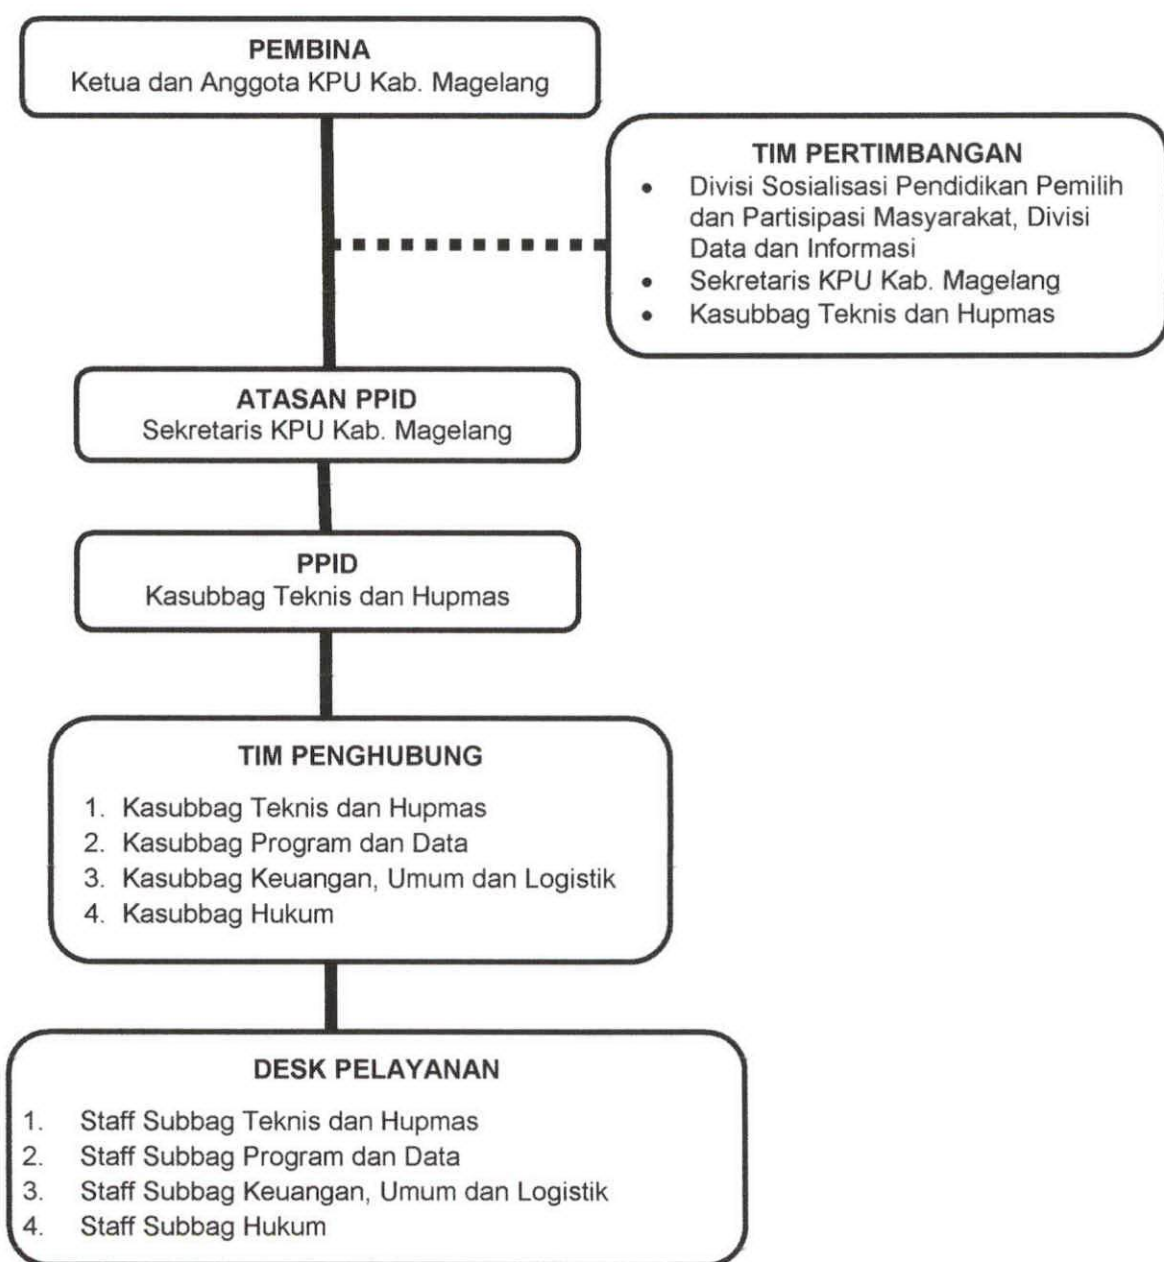 PEMBINA
Ketua dan Anggota KPU Kab. Magelang
TIM PERTIMBANGAN
• Divisi Sosialisasi Pendidikan Pemilih
dan Partisipasi Masyarakat, Divisi
Data dan Informasi
• Sekretaris KPU Kab. Magelang
• Kasubbag Teknis dan Hupmas
ATASAN PPID
Sekretaris KPU Kab. Magelang
PPID
Kasubbag Teknis dan Hupmas
TIM PENGHUBUNG
1. Kasubbag Teknis dan Hupmas
2. Kasubbag Program dan Data
3. Kasubbag Keuangan, Umum dan Logistik
4. Kasubbag Hukum
DESK PELAYANAN
1. Staff Subbag Teknis dan Hupmas
2. Staff Subbag Program dan Data
3. Staff Subbag Keuangan, Umum dan Logistik
4. Staff Subbag Hukum